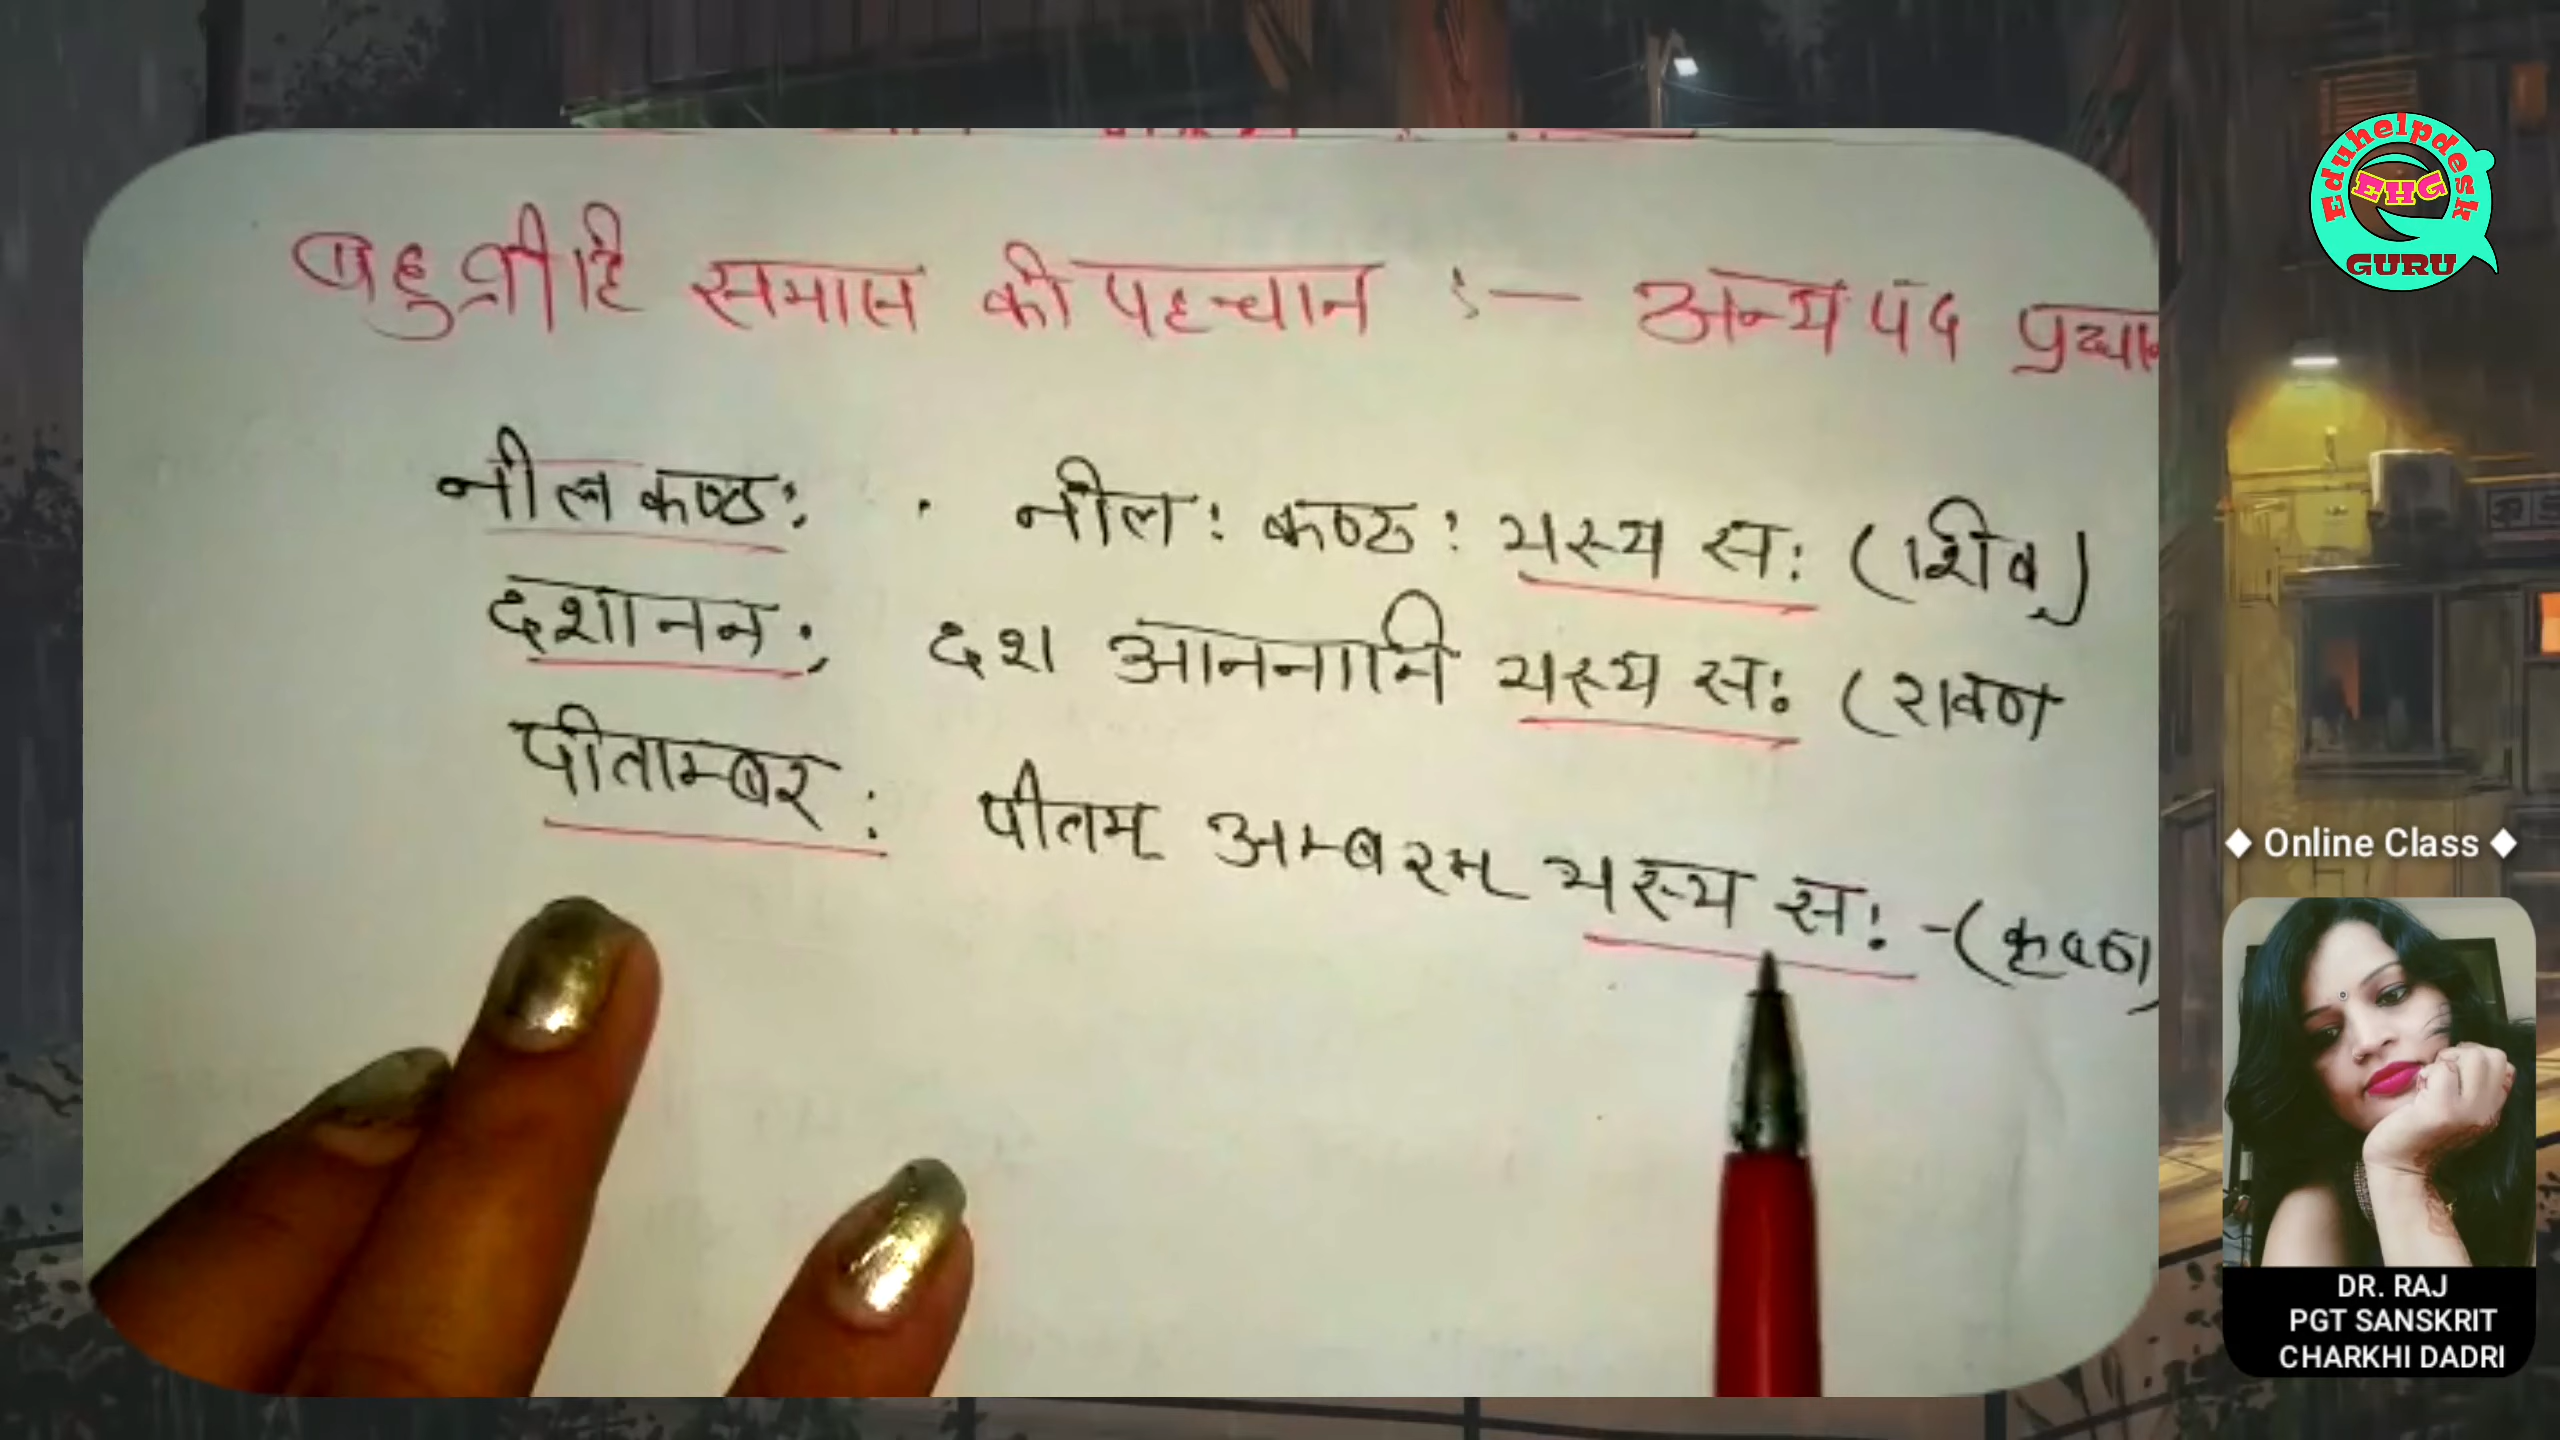 बहुव्रीहि समास की पहचान :— अन्य पद प्रधान
नीलकण्ठः नीलः कण्ठः यस्य सः (शिव)
दशाननः दश आननानि यस्य सः (रावण
पीताम्बरः पीतम् अम्बरम् यस्य सः -(कृष्ण)
Eduhelpdesk
EHG
GURU
◆ Online Class ◆
DR. RAJ
PGT SANSKRIT
CHARKHI DADRI